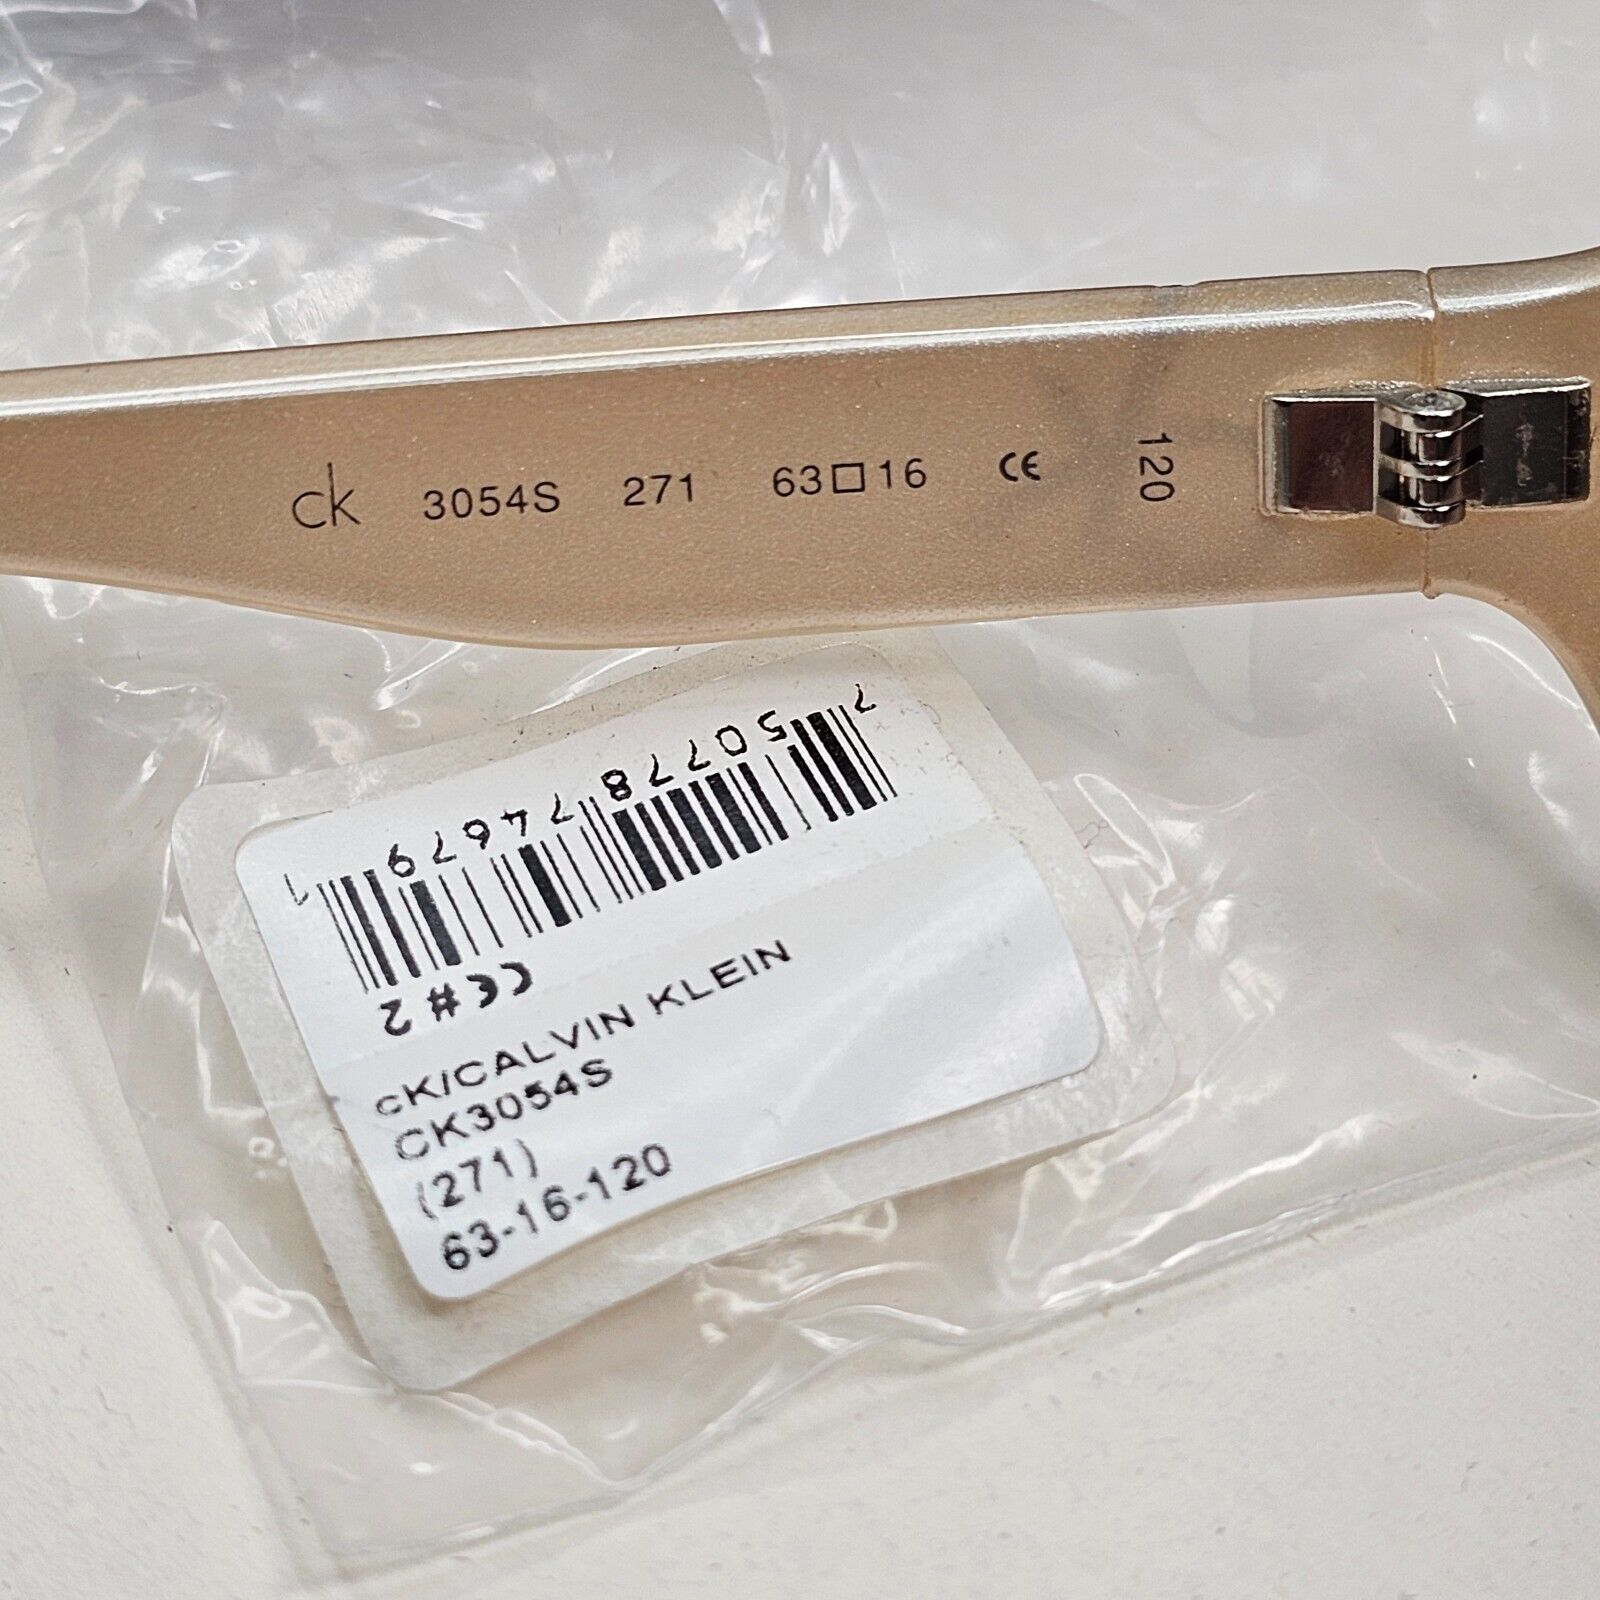 ck 3054S 271 63□16 CE 120
7 50778 74679 1
CE # 2
cK/CALVIN KLEIN
CK3054S
(271)
63-16-120